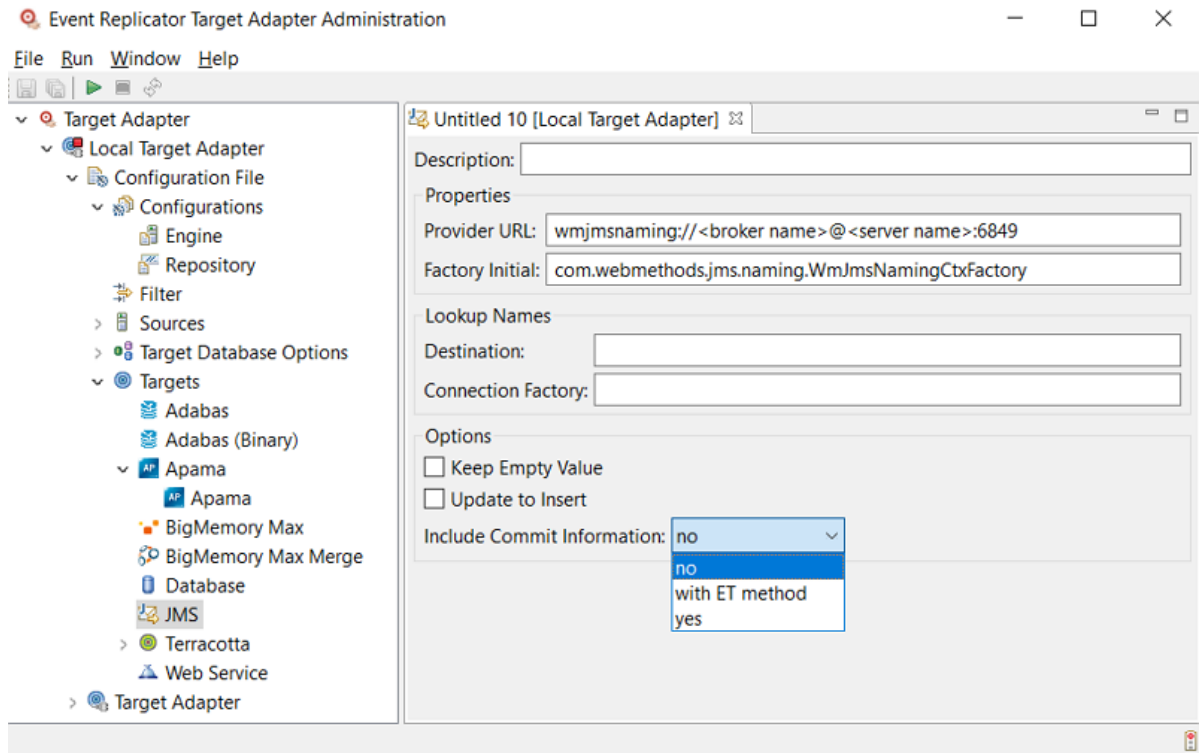 Event Replicator Target Adapter Administration
File Run Window Help
Target Adapter
Local Target Adapter
Configuration File
Configurations
Engine
Repository
Filter
Sources
Target Database Options
Targets
Adabas
Adabas (Binary)
AP Apama
AP Apama
BigMemory Max
BigMemory Max Merge
Database
JMS
Terracotta
Web Service
Target Adapter
Untitled 10 [Local Target Adapter]
Description:
Properties
Provider URL: wmjmsnaming://<broker name>@<server name>:6849
Factory Initial: com.webmethods.jms.naming.WmJmsNamingCtxFactory
Lookup Names
Destination:
Connection Factory:
Options
Keep Empty Value
Update to Insert
Include Commit Information: no
no
with ET method
yes